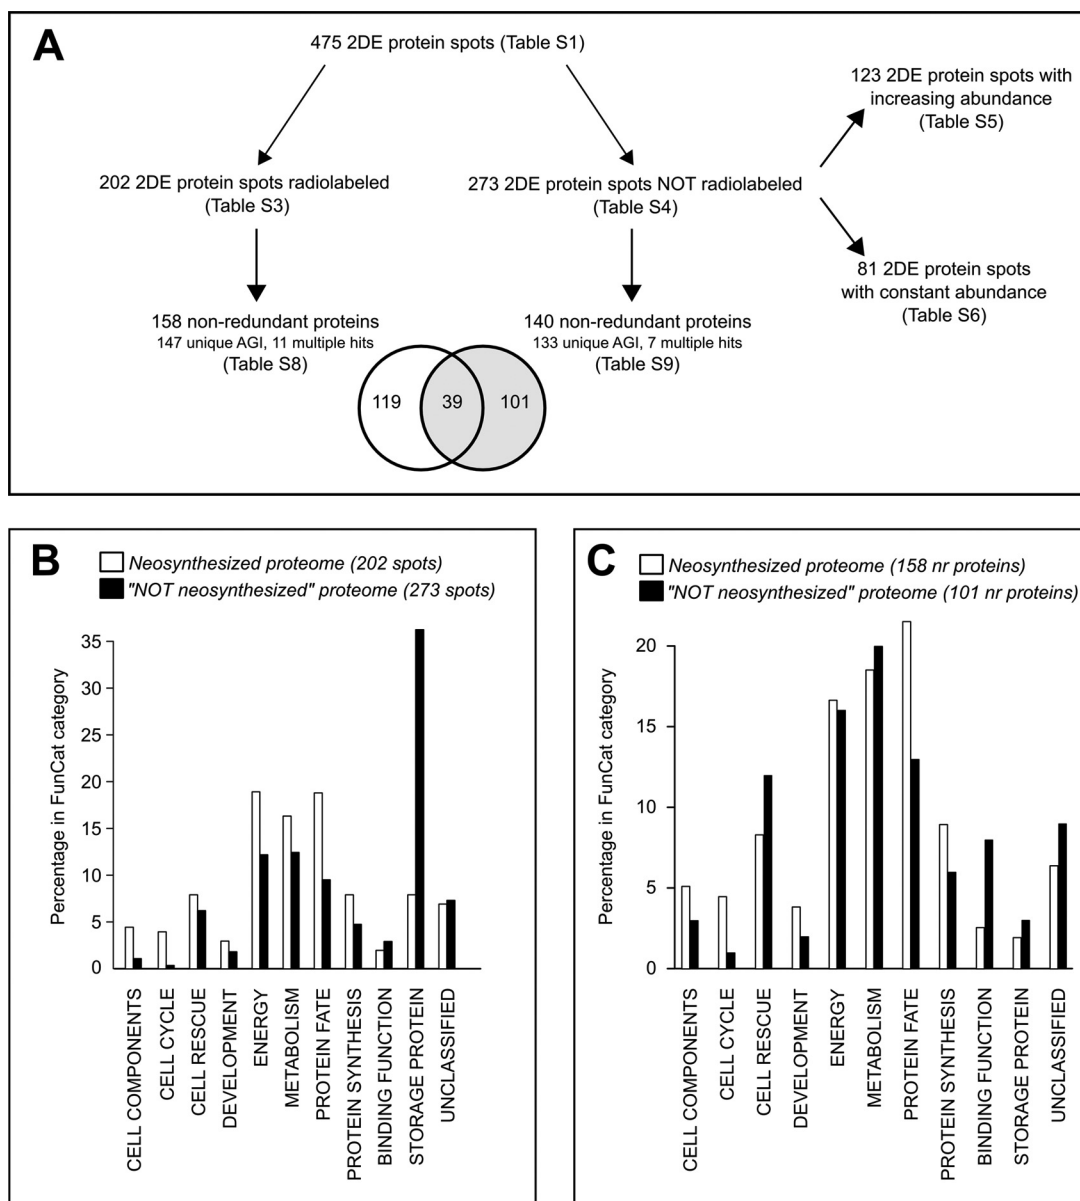 A
475 2DE protein spots (Table S1)
123 2DE protein spots with
increasing abundance
(Table S5)
202 2DE protein spots radiolabeled
(Table S3)
273 2DE protein spots NOT radiolabeled
(Table S4)
81 2DE protein spots
with constant abundance
(Table S6)
158 non-redundant proteins
147 unique AGI, 11 multiple hits
(Table S8)
140 non-redundant proteins
133 unique AGI, 7 multiple hits
(Table S9)
119
39
101
B
Neosynthesized proteome (202 spots)
"NOT neosynthesized" proteome (273 spots)
Percentage in FunCat category
35
30
25
20
15
10
5
0
CELL COMPONENTS
CELL CYCLE
CELL RESCUE
DEVELOPMENT
ENERGY
METABOLISM
PROTEIN FATE
PROTEIN SYNTHESIS
BINDING FUNCTION
STORAGE PROTEIN
UNCLASSIFIED
C
Neosynthesized proteome (158 nr proteins)
"NOT neosynthesized" proteome (101 nr proteins)
Percentage in FunCat category
20
15
10
5
0
CELL COMPONENTS
CELL CYCLE
CELL RESCUE
DEVELOPMENT
ENERGY
METABOLISM
PROTEIN FATE
PROTEIN SYNTHESIS
BINDING FUNCTION
STORAGE PROTEIN
UNCLASSIFIED